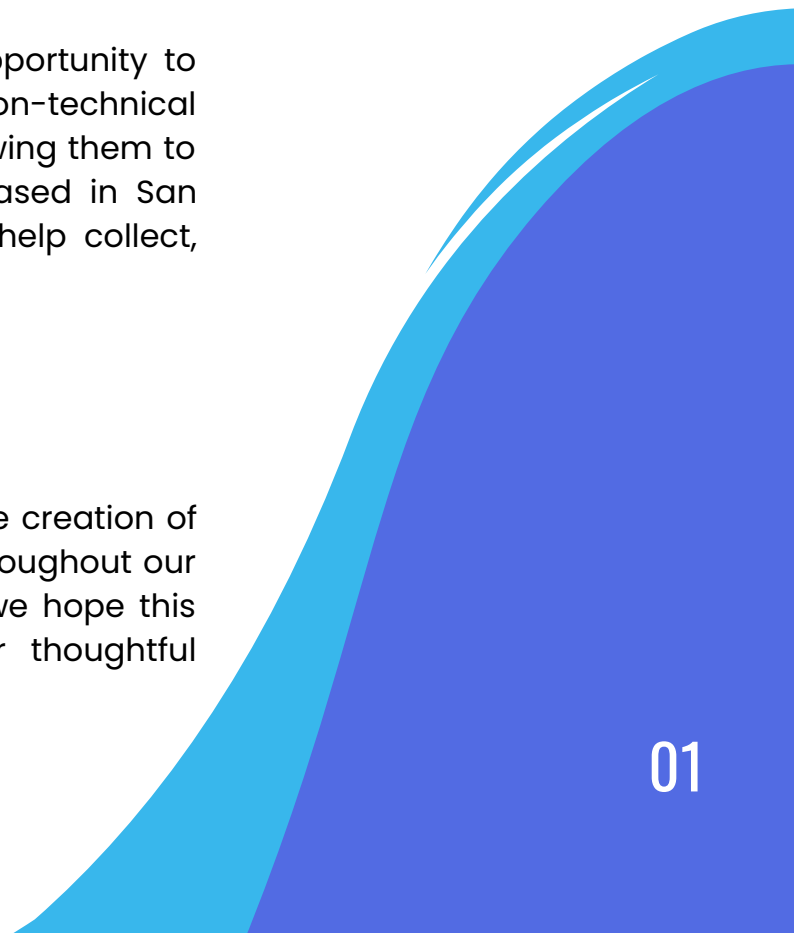 pportunity to
on-technical
wing them to
ased in San
help collect,
e creation of
oughout our
we hope this
r thoughtful
01